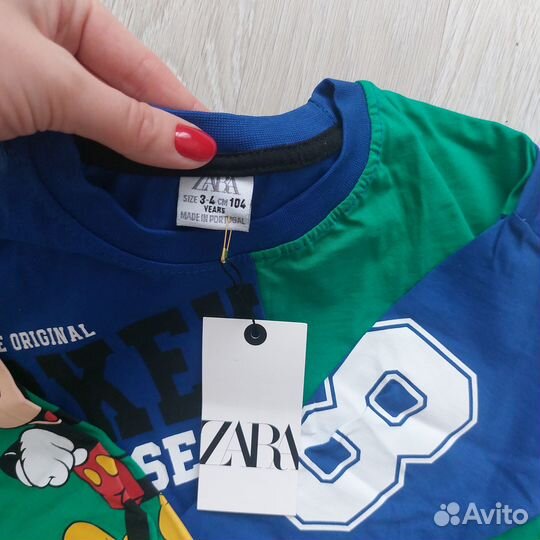 ZARA
SIZE 3-4 CM 104
YEARS
MADE IN PORTUGAL
E ORIGINAL
KEY
SE
8
ZARA
Avito